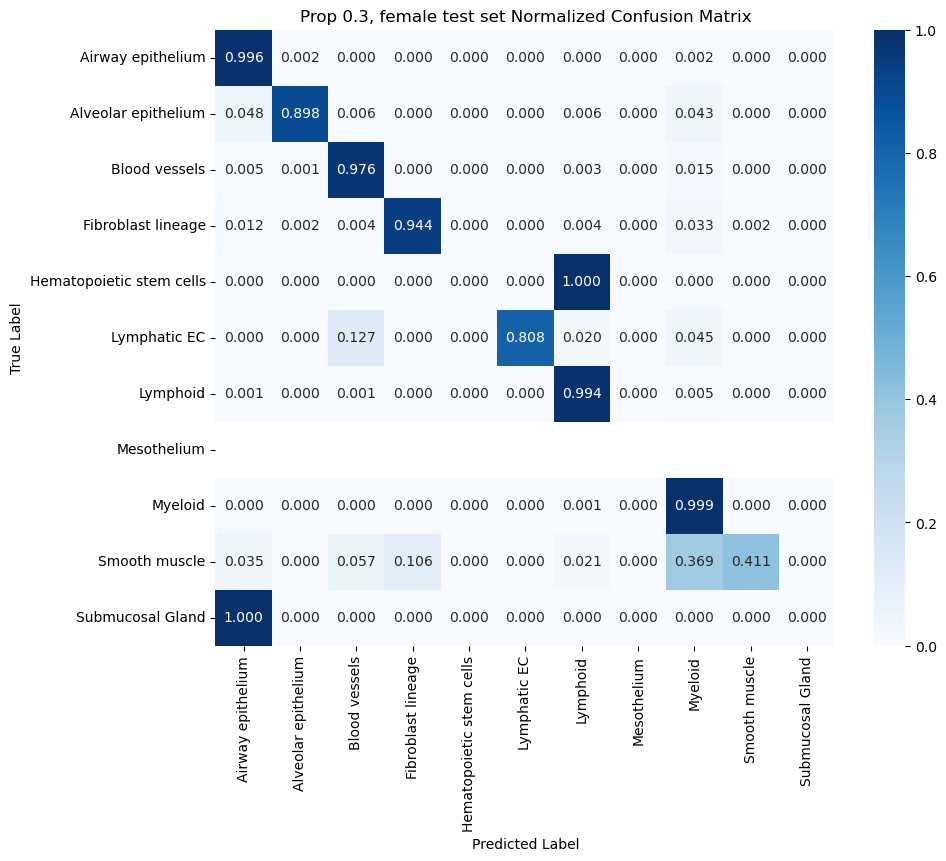 Prop 0.3, female test set Normalized Confusion Matrix
Airway epithelium 0.996 0.002 0.000 0.000 0.000 0.000 0.000 0.000 0.002 0.000 0.000
Alveolar epithelium 0.048 0.898 0.006 0.000 0.000 0.000 0.006 0.000 0.043 0.000 0.000
Blood vessels 0.005 0.001 0.976 0.000 0.000 0.000 0.003 0.000 0.015 0.000 0.000
Fibroblast lineage 0.012 0.002 0.004 0.944 0.000 0.000 0.004 0.000 0.033 0.002 0.000
Hematopoietic stem cells 0.000 0.000 0.000 0.000 0.000 0.000 1.000 0.000 0.000 0.000 0.000
Lymphatic EC 0.000 0.000 0.127 0.000 0.000 0.808 0.020 0.000 0.045 0.000 0.000
Lymphoid 0.001 0.000 0.001 0.000 0.000 0.000 0.994 0.000 0.005 0.000 0.000
Mesothelium
Myeloid 0.000 0.000 0.000 0.000 0.000 0.000 0.001 0.000 0.999 0.000 0.000
Smooth muscle 0.035 0.000 0.057 0.106 0.000 0.000 0.021 0.000 0.369 0.411 0.000
Submucosal Gland 1.000 0.000 0.000 0.000 0.000 0.000 0.000 0.000 0.000 0.000 0.000
True Label
Airway epithelium
Alveolar epithelium
Blood vessels
Fibroblast lineage
Hematopoietic stem cells
Lymphatic EC
Lymphoid
Mesothelium
Myeloid
Smooth muscle
Submucosal Gland
Predicted Label
1.0
0.8
0.6
0.4
0.2
0.0